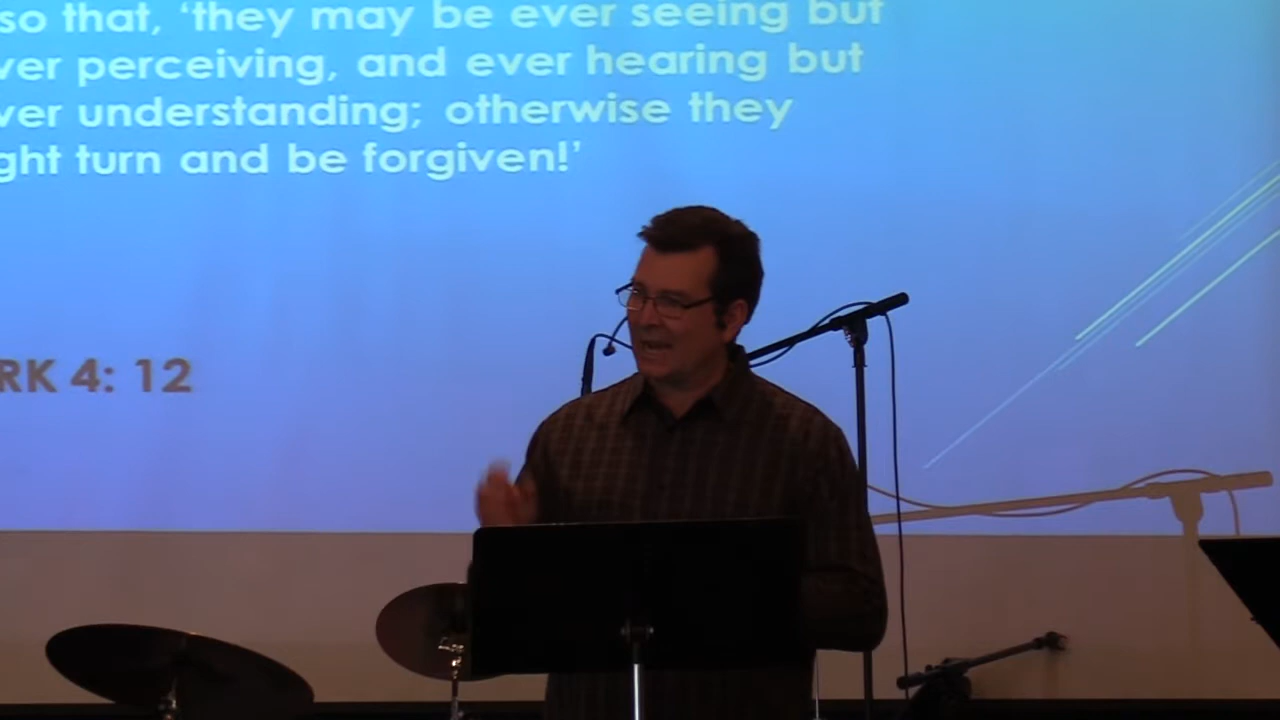 so that, ‘they may be ever seeing but
ver perceiving, and ever hearing but
ver understanding; otherwise they
ght turn and be forgiven!’
RK 4: 12